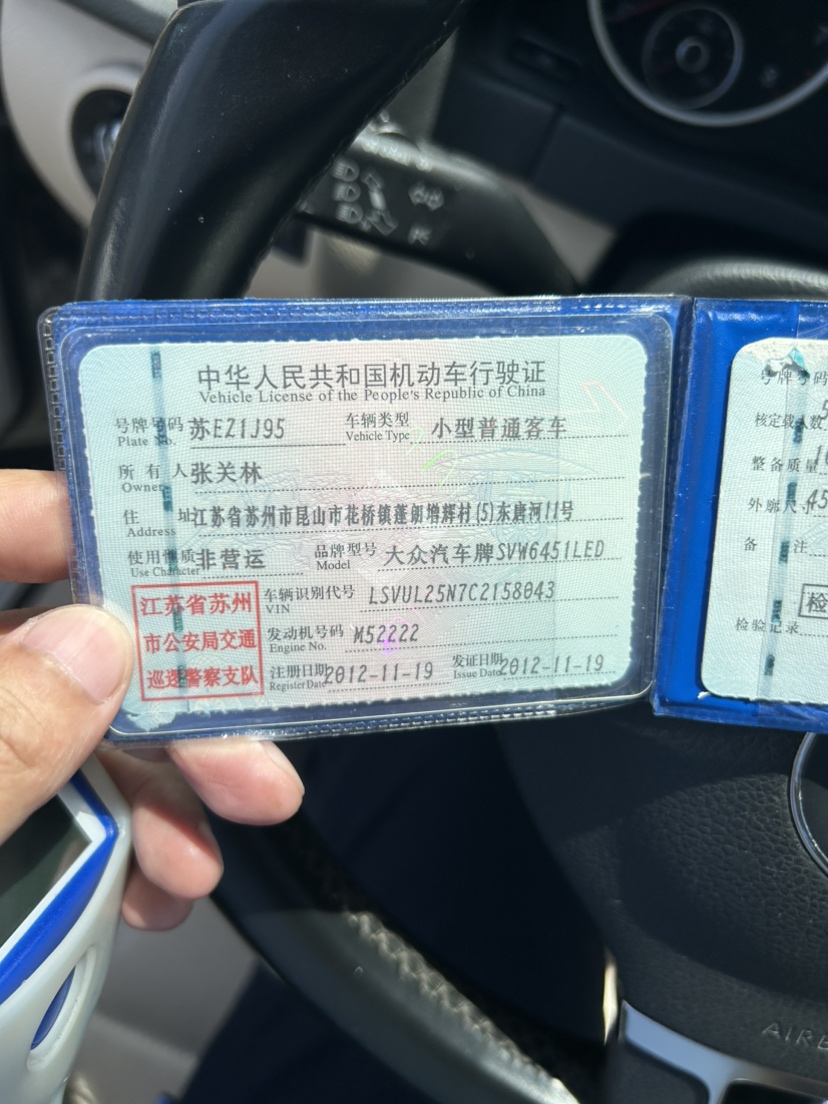 中华人民共和国机动车行驶证
Vehicle License of the People's Republic of China
号牌号码 苏EZ1J95 车辆类型 小型普通客车
Plate No. Vehicle Type
所有人 张关林
Owner
住址 江苏省苏州市昆山市花桥镇蓬朗增辉村(5)东唐河11号
Address
使用性质 非营运 品牌型号 大众汽车牌SVW6451LED
Use Character Model
江苏省苏州
市公安局交通
巡逻警察支队
车辆识别代号 LSVUL25N7C2158043
VIN
发动机号码 M52222
Engine No.
注册日期 2012-11-19 发证日期 2012-11-19
Register Date Issue Date
号牌号码
核定载人数 5
整备质量
外廓尺寸 45
备注
检
检验记录